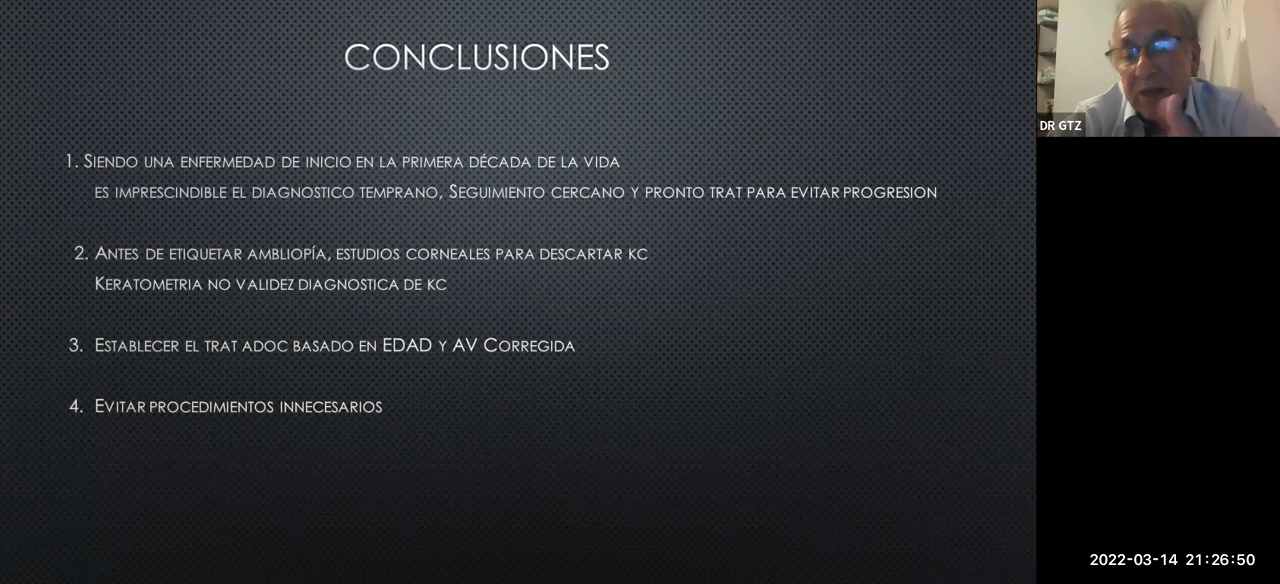 CONCLUSIONES
1. SIENDO UNA ENFERMEDAD DE INICIO EN LA PRIMERA DÉCADA DE LA VIDA
ES IMPRESCINDIBLE EL DIAGNOSTICO TEMPRANO, SEGUIMIENTO CERCANO Y PRONTO TRAT PARA EVITAR PROGRESION
2. ANTES DE ETIQUETAR AMBLIOPÍA, ESTUDIOS CORNEALES PARA DESCARTAR KC
KERATOMETRIA NO VALIDEZ DIAGNOSTICA DE KC
3. ESTABLECER EL TRAT ADOC BASADO EN EDAD Y AV CORREGIDA
4. EVITAR PROCEDIMIENTOS INNECESARIOS
DR GTZ
2022-03-14 21:26:50